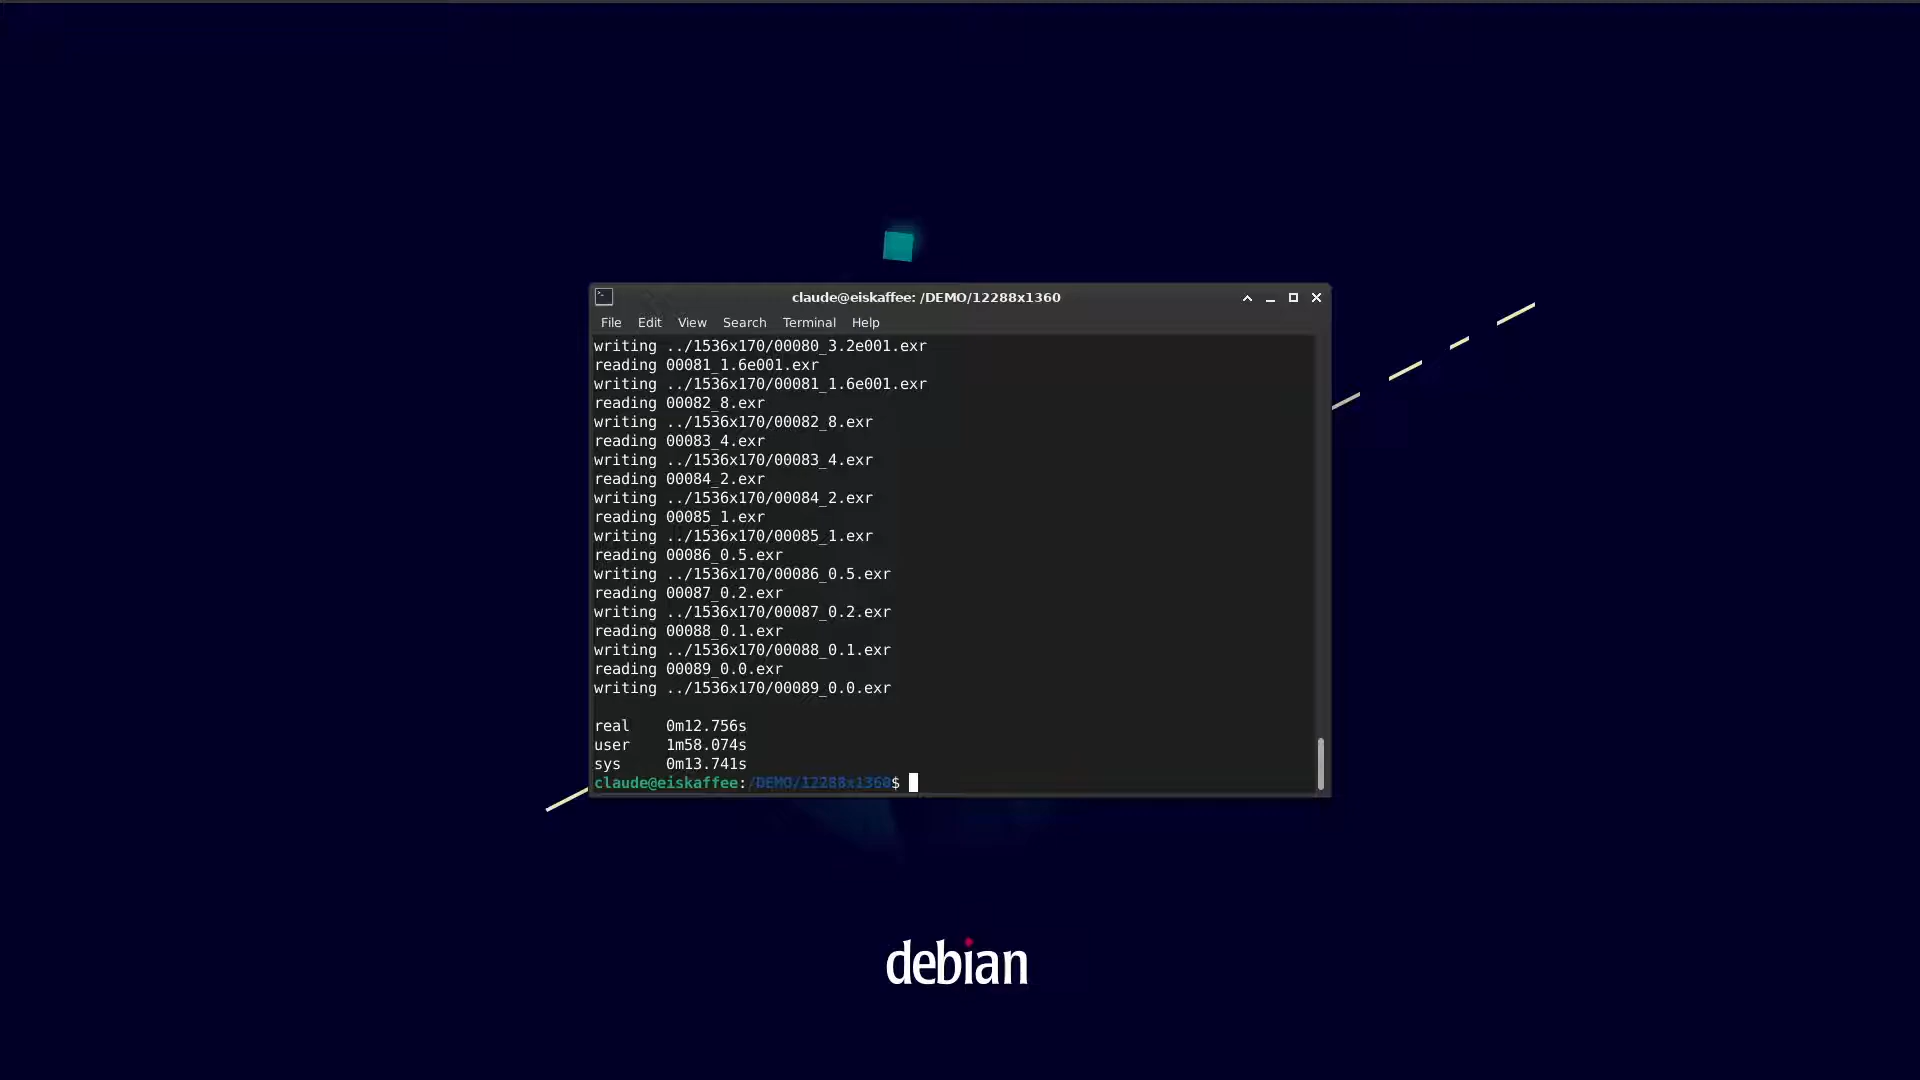 claude@eiskaffee: /DEMO/12288x1360
File Edit View Search Terminal Help
writing ../1536x170/00080_3.2e001.exr
reading 00081_1.6e001.exr
writing ../1536x170/00081_1.6e001.exr
reading 00082_8.exr
writing ../1536x170/00082_8.exr
reading 00083_4.exr
writing ../1536x170/00083_4.exr
reading 00084_2.exr
writing ../1536x170/00084_2.exr
reading 00085_1.exr
writing ../1536x170/00085_1.exr
reading 00086_0.5.exr
writing ../1536x170/00086_0.5.exr
reading 00087_0.2.exr
writing ../1536x170/00087_0.2.exr
reading 00088_0.1.exr
writing ../1536x170/00088_0.1.exr
reading 00089_0.0.exr
writing ../1536x170/00089_0.0.exr
real 0m12.756s
user 1m58.074s
sys 0m13.741s
claude@eiskaffee:/DEMO/12288x1360$
debian